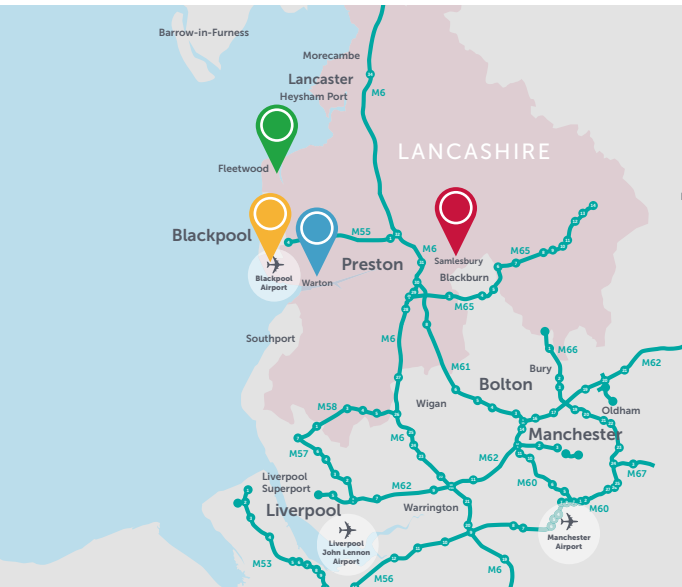 Barrow-in-Furness
Morecambe
Lancaster
Heysham Port
M6
LANCASHIRE
Fleetwood
Blackpool
M55
M6
Samlesbury
M65
Preston
Blackburn
Blackpool
Airport
Warton
M65
Southport
M6
M66
M62
M61
Bury
Bolton
M58
Wigan
Oldham
M6
Manchester
M57
M62
M67
Liverpool
Superport
M62
M60
Liverpool
Warrington
M60
Liverpool
John Lennon
Airport
Manchester
Airport
M53
M56
M6